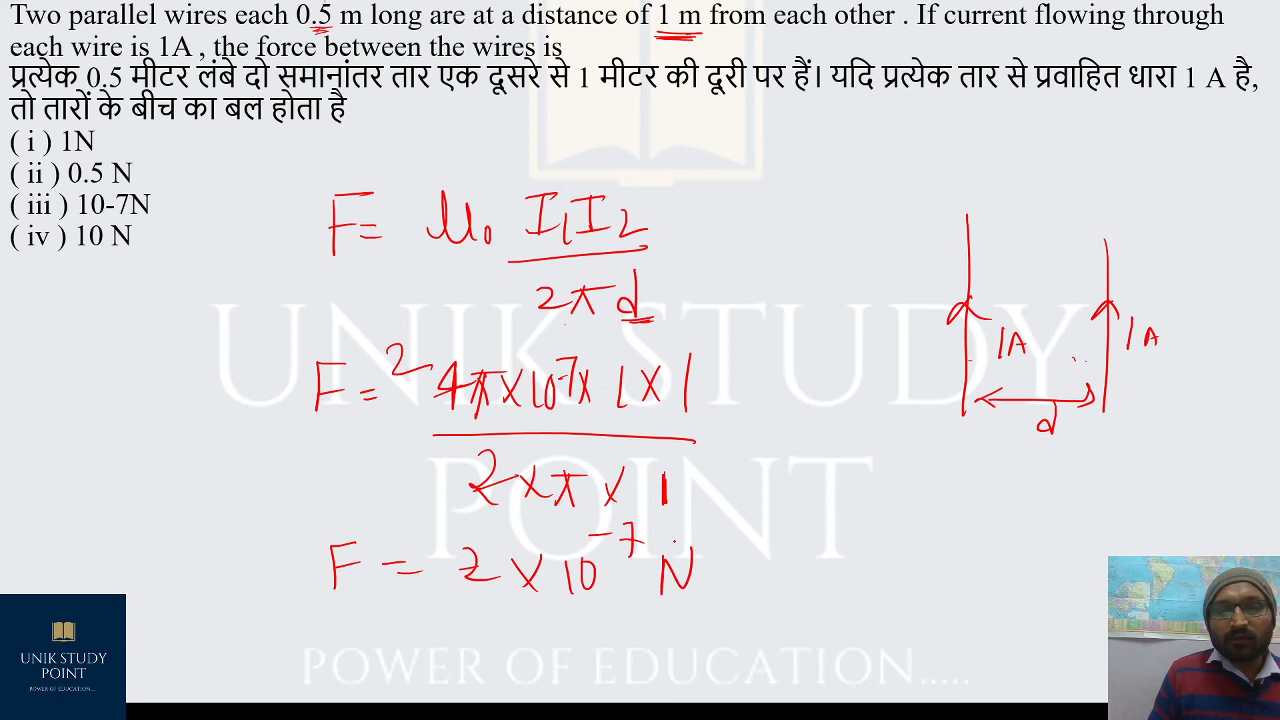 Two parallel wires each 0.5 m long are at a distance of 1 m from each other . If current flowing through
each wire is 1A , the force between the wires is
प्रत्येक 0.5 मीटर लंबे दो समानांतर तार एक दूसरे से 1 मीटर की दूरी पर हैं। यदि प्रत्येक तार से प्रवाहित धारा 1 A है,
तो तारों के बीच का बल होता है
( i ) 1N
( ii ) 0.5 N
( iii ) 10-7N
( iv ) 10 N
F= μ₀ I₁I₂
2πd
F= 2 4π×10⁻⁷× 1 × 1
2×π× 1
F = 2 × 10⁻⁷ N
1A
1A
d
UNIK STUDY
POINT
POWER OF EDUCATION.....
UNIK STUDY
POINT
POWER OF EDUCATION....